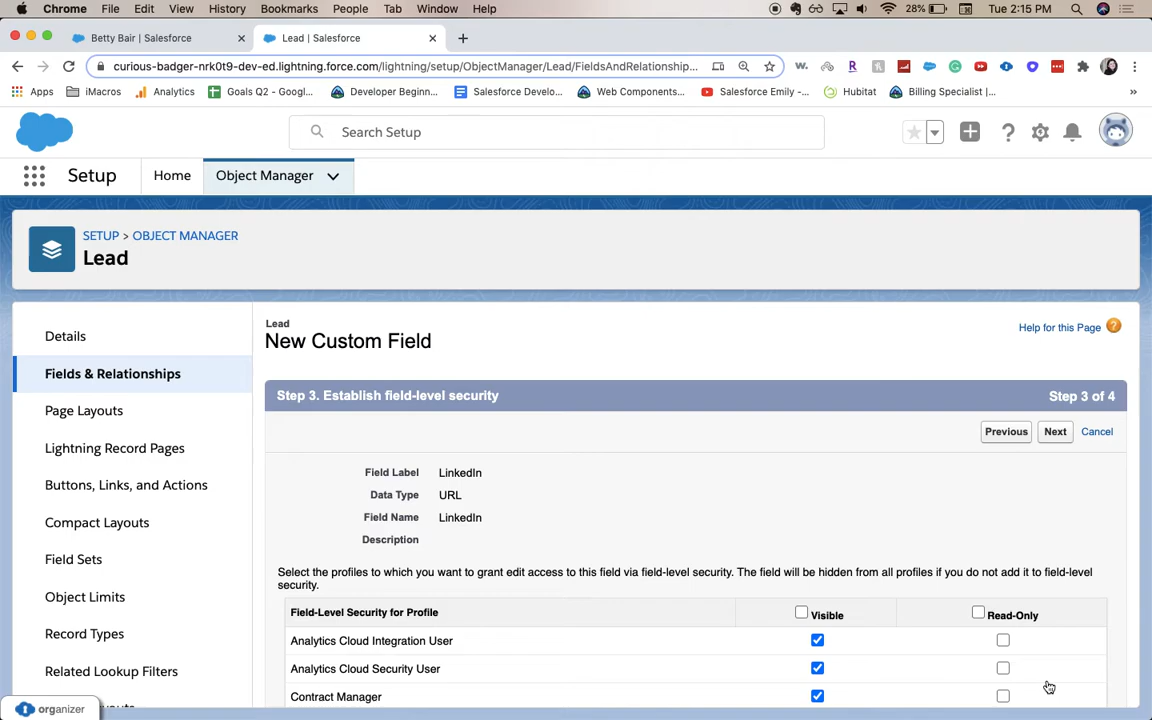 Chrome File Edit View History Bookmarks People Tab Window Help 28% Tue 2:15 PM
Betty Bair | Salesforce Lead | Salesforce
curious-badger-nrk0t9-dev-ed.lightning.force.com/lightning/setup/ObjectManager/Lead/FieldsAndRelationship...
Apps iMacros Analytics Goals Q2 - Googl... Developer Beginn... Salesforce Develo... Web Components... Salesforce Emily -... Hubitat Billing Specialist |... »
Search Setup
Setup Home Object Manager
SETUP > OBJECT MANAGER
Lead
Details
Fields & Relationships
Page Layouts
Lightning Record Pages
Buttons, Links, and Actions
Compact Layouts
Field Sets
Object Limits
Record Types
Related Lookup Filters
organizer
Lead
New Custom Field
Help for this Page ?
Step 3. Establish field-level security Step 3 of 4
Previous Next Cancel
Field Label LinkedIn
Data Type URL
Field Name LinkedIn
Description
Select the profiles to which you want to grant edit access to this field via field-level security. The field will be hidden from all profiles if you do not add it to field-level
security.
Field-Level Security for Profile Visible Read-Only
Analytics Cloud Integration User
Analytics Cloud Security User
Contract Manager